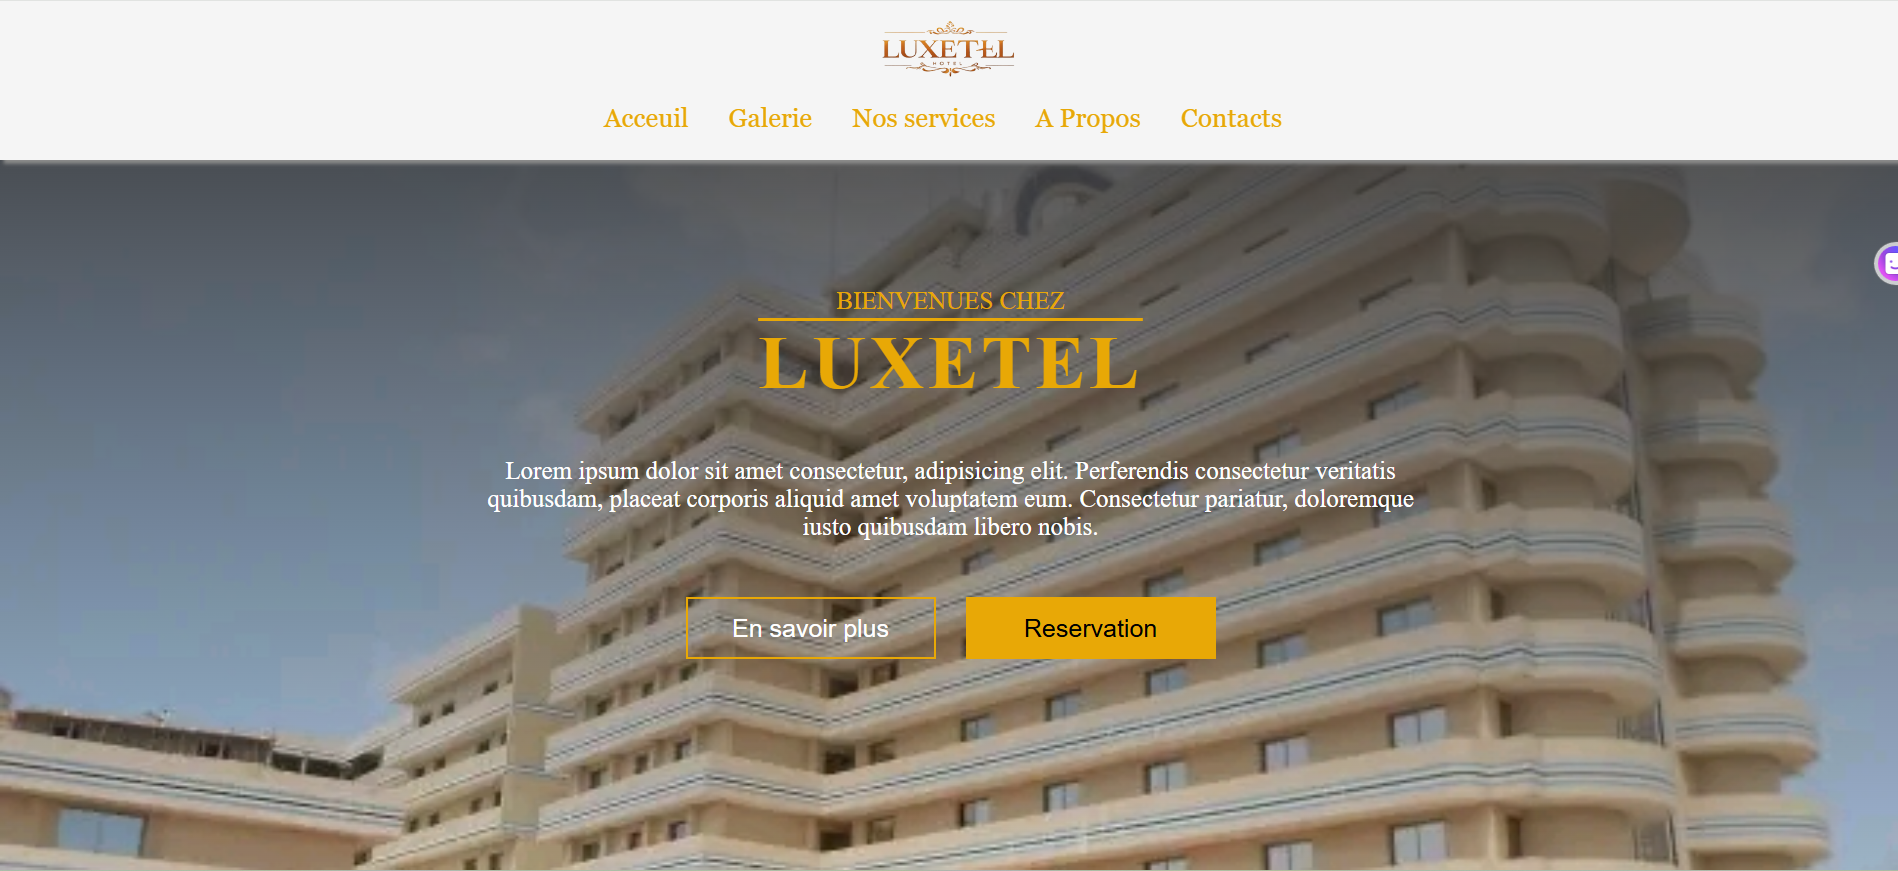 LUXETEL
HOTEL
Acceuil Galerie Nos services A Propos Contacts
BIENVENUES CHEZ
LUXETEL
Lorem ipsum dolor sit amet consectetur, adipisicing elit. Perferendis consectetur veritatis
quibusdam, placeat corporis aliquid amet voluptatem eum. Consectetur pariatur, doloremque
iusto quibusdam libero nobis.
En savoir plus Reservation